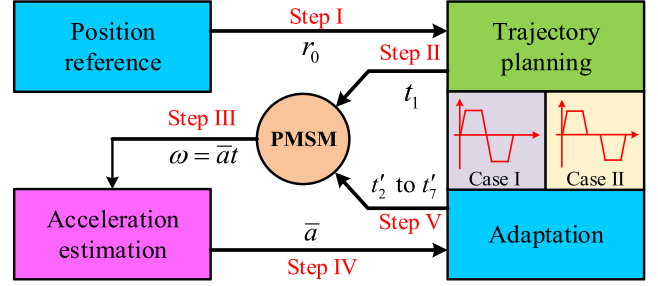 Position
reference
Step I
r₀
Trajectory
planning
Step II
t₁
Step III
ω = a̅t
PMSM
Case I
Case II
t′₂ to t′₇
Step V
Acceleration
estimation
a̅
Step IV
Adaptation